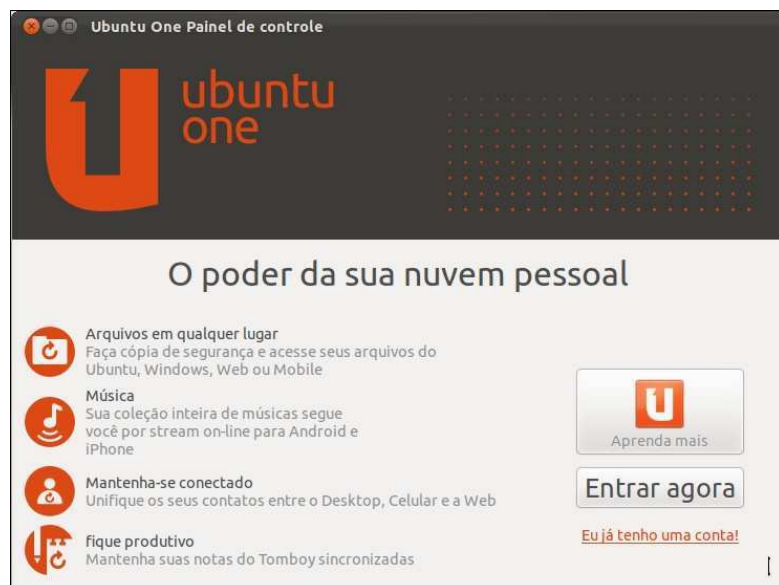 Ubuntu One Painel de controle
ubuntu
one
O poder da sua nuvem pessoal
Arquivos em qualquer lugar
Faça cópia de segurança e acesse seus arquivos do
Ubuntu, Windows, Web ou Mobile
Música
Sua coleção inteira de músicas segue
você por stream on-line para Android e
iPhone
Mantenha-se conectado
Unifique os seus contatos entre o Desktop, Celular e a Web
fique produtivo
Mantenha suas notas do Tomboy sincronizadas
Aprenda mais
Entrar agora
Eu já tenho uma conta!